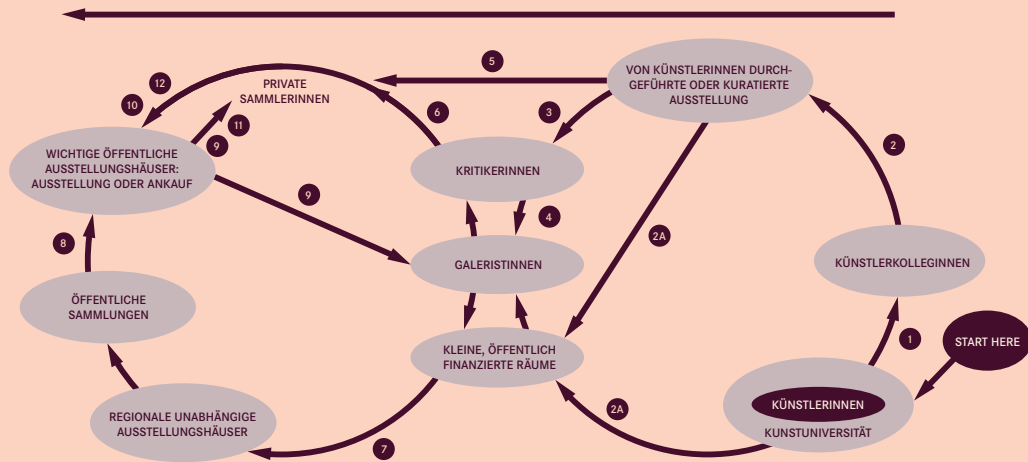 5
VON KÜNSTLERINNEN DURCH-
GEFÜHRTE ODER KURATIERTE
AUSSTELLUNG
12
10
PRIVATE
SAMMLERINNEN
6
3
11
9
2
WICHTIGE ÖFFENTLICHE
AUSSTELLUNGSHÄUSER:
AUSSTELLUNG ODER ANKAUF
KRITIKERINNEN
9
4
2A
8
GALERISTINNEN
KÜNSTLERKOLLEGINNEN
ÖFFENTLICHE
SAMMLUNGEN
1
START HERE
KLEINE, ÖFFENTLICH
FINANZIERTE RÄUME
KÜNSTLERINNEN
KUNSTUNIVERSITÄT
2A
REGIONALE UNABHÄNGIGE
AUSSTELLUNGSHÄUSER
7